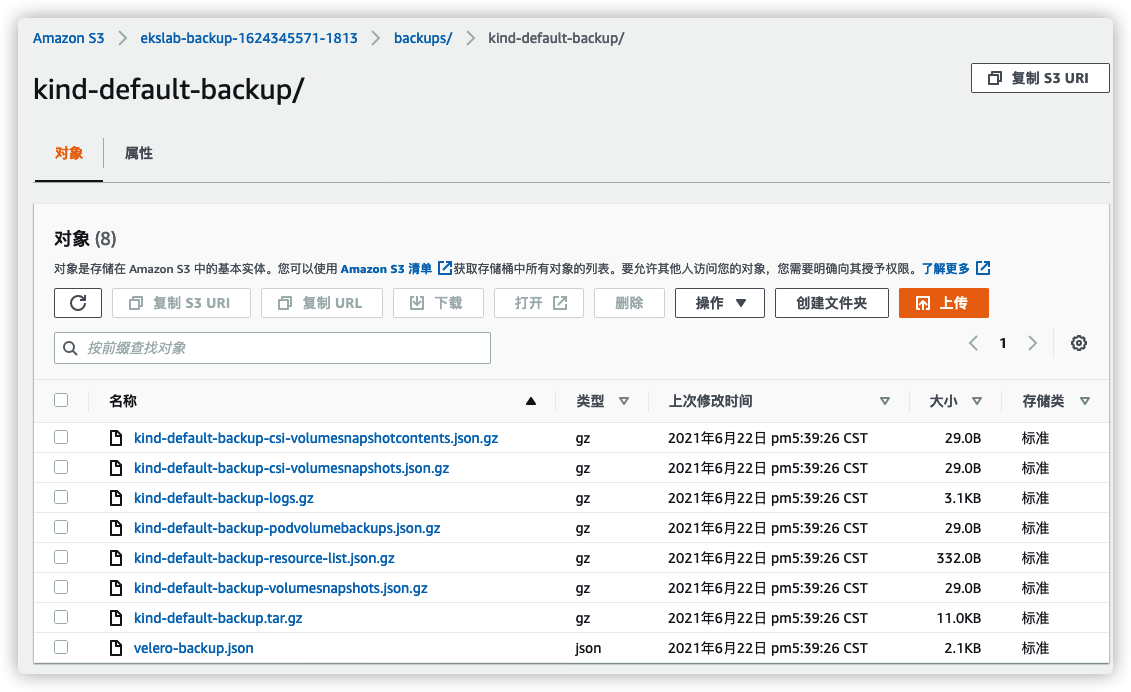 Amazon S3 > ekslab-backup-1624345571-1813 > backups/ > kind-default-backup/
kind-default-backup/
复制 S3 URI
对象 属性
对象 (8)
对象是存储在 Amazon S3 中的基本实体。您可以使用 Amazon S3 清单 获取存储桶中所有对象的列表。要允许其他人访问您的对象，您需要明确向其授予权限。了解更多
复制 S3 URI 复制 URL 下载 打开 删除 操作 创建文件夹 上传
按前缀查找对象
1
名称 类型 上次修改时间 大小 存储类
kind-default-backup-csi-volumesnapshotcontents.json.gz gz 2021年6月22日 pm5:39:26 CST 29.0B 标准
kind-default-backup-csi-volumesnapshots.json.gz gz 2021年6月22日 pm5:39:26 CST 29.0B 标准
kind-default-backup-logs.gz gz 2021年6月22日 pm5:39:26 CST 3.1KB 标准
kind-default-backup-podvolumebackups.json.gz gz 2021年6月22日 pm5:39:26 CST 29.0B 标准
kind-default-backup-resource-list.json.gz gz 2021年6月22日 pm5:39:26 CST 332.0B 标准
kind-default-backup-volumesnapshots.json.gz gz 2021年6月22日 pm5:39:26 CST 29.0B 标准
kind-default-backup.tar.gz gz 2021年6月22日 pm5:39:26 CST 11.0KB 标准
velero-backup.json json 2021年6月22日 pm5:39:26 CST 2.1KB 标准